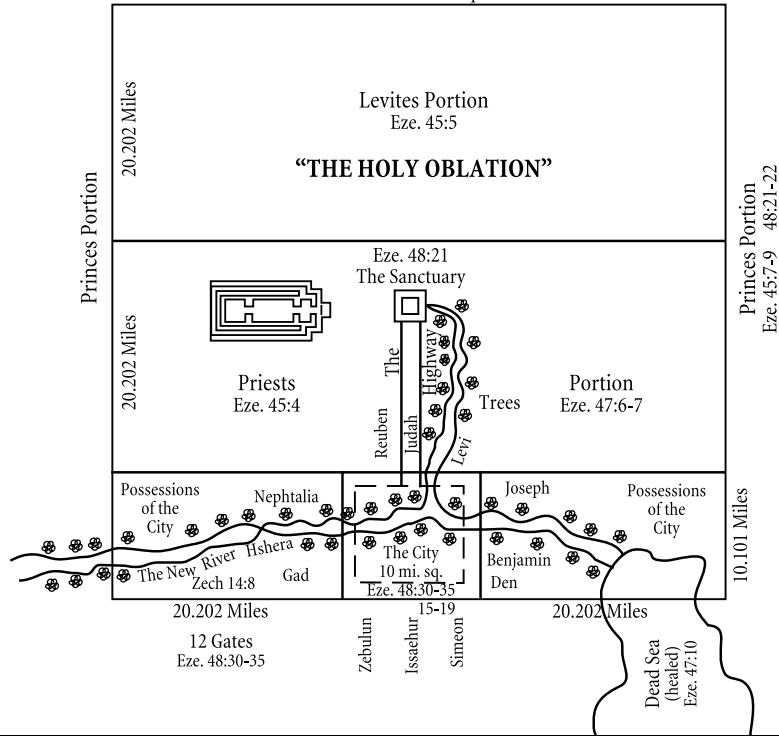 Levites Portion
Eze. 45:5
“THE HOLY OBLATION”
20.202 Miles
Princes Portion
Princes Portion
Eze. 45:7-9 48:21-22
Eze. 48:21
The Sanctuary
20.202 Miles
Priests
Eze. 45:4
The
Highway
Reuben
Judah
Levi
Trees
Portion
Eze. 47:6-7
Possessions
of the
City
Nephtalia
Joseph
Possessions
of the
City
10.101 Miles
The New River Hshera
Zech 14:8
Gad
The City
10 mi. sq.
Eze. 48:30-35
15-19
Benjamin
Den
20.202 Miles
20.202 Miles
12 Gates
Eze. 48:30-35
Zebulun
Issaehur
Simeon
Dead Sea
(healed)
Eze. 47:10